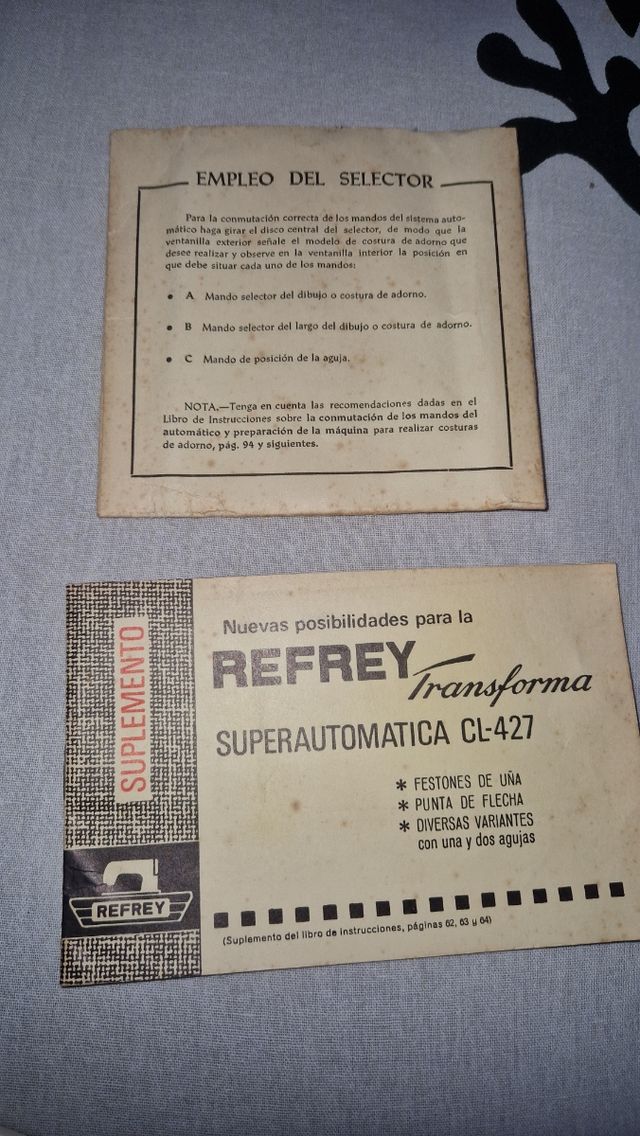 EMPLEO DEL SELECTOR
Para la conmutación correcta de los mandos del sistema auto-
mático haga girar el disco central del selector, de modo que la
ventanilla exterior señale el modelo de costura de adorno que
desee realizar y observe en la ventanilla interior la posición en
que debe situar cada uno de los mandos:
• A Mando selector del dibujo o costura de adorno.
• B Mando selector del largo del dibujo o costura de adorno.
• C Mando de posición de la aguja.
NOTA.—Tenga en cuenta las recomendaciones dadas en el
Libro de Instrucciones sobre la conmutación de los mandos del
automático y preparación de la máquina para realizar costuras
de adorno, pág. 94 y siguientes.
SUPLEMENTO
Nuevas posibilidades para la
REFREY Transforma
SUPERAUTOMATICA CL-427
* FESTONES DE UÑA
* PUNTA DE FLECHA
* DIVERSAS VARIANTES
con una y dos agujas
REFREY
(Suplemento del libro de instrucciones, páginas 62, 63 y 64)